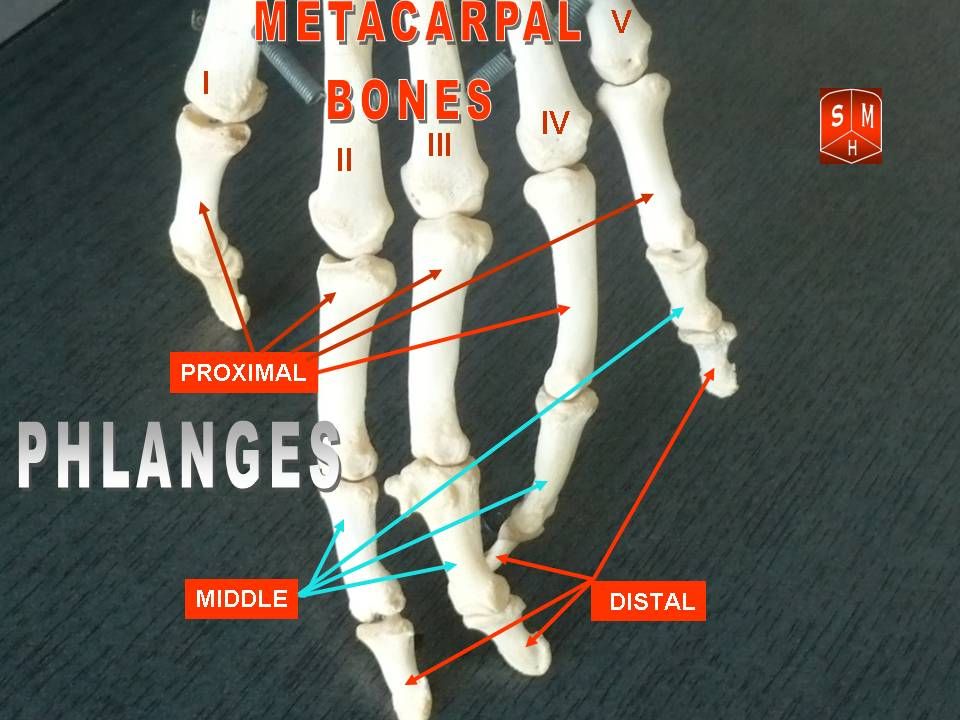 METACARPAL
BONES
I
II
III
IV
V
S M
H
PROXIMAL
PHLANGES
MIDDLE
DISTAL